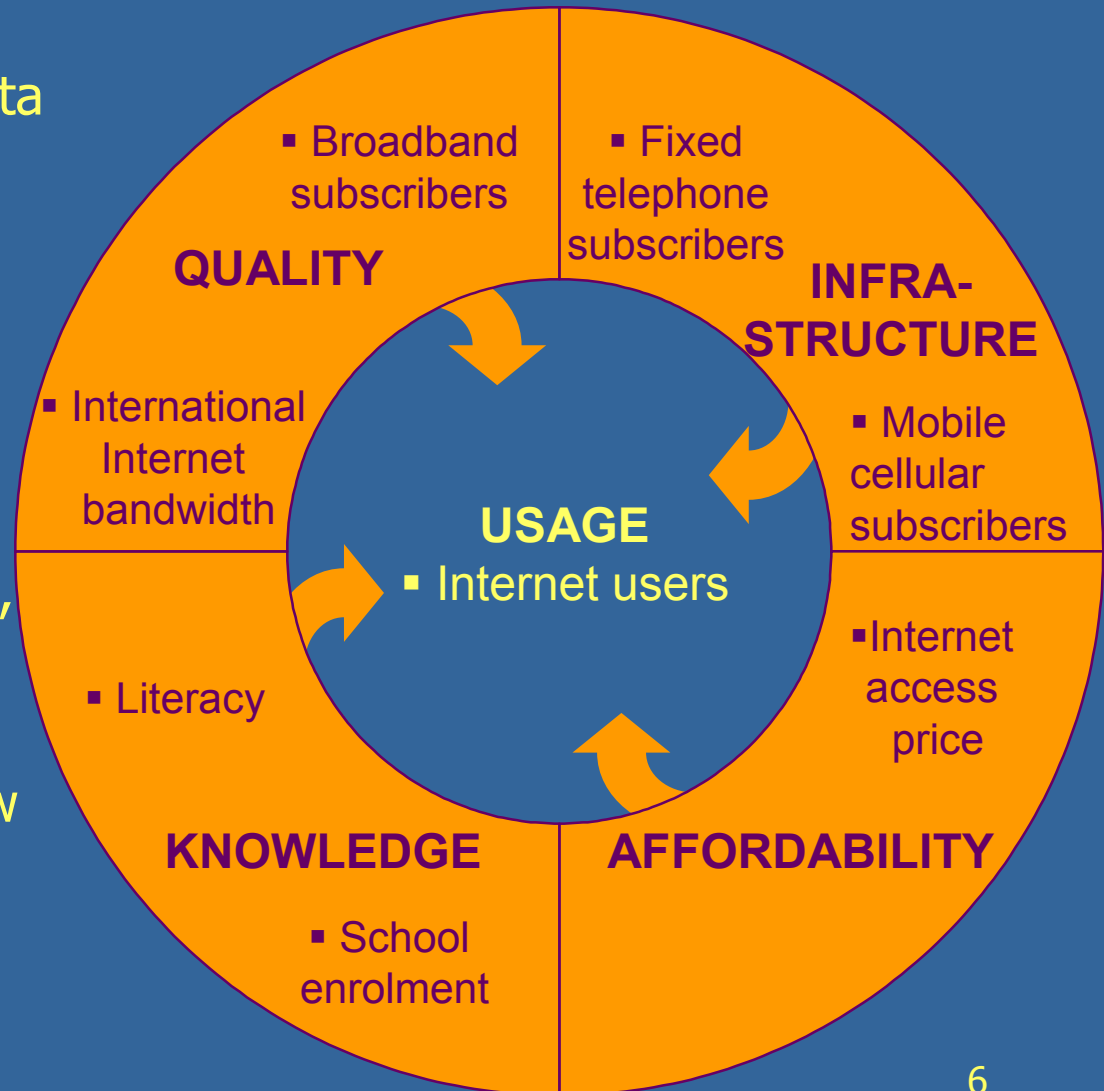 ta
,
w
▪ Broadband
subscribers
QUALITY
▪ International
Internet
bandwidth
▪ Fixed
telephone
subscribers
INFRA-
STRUCTURE
▪ Mobile
cellular
subscribers
USAGE
▪ Internet users
▪ Literacy
KNOWLEDGE
▪ School
enrolment
▪Internet
access
price
AFFORDABILITY
6